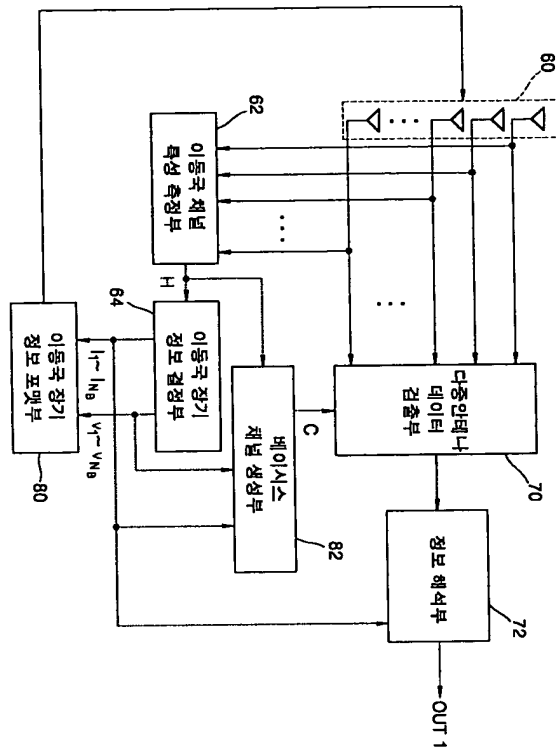 60
62
이동국 채널
특성 측정부
H
64
이동국 장기
정보 결정부
I₁~ I_NB
V₁~ V_NB
이동국 장기
정보 포맷부
80
베이시스
채널 생성부
82
C
다중안테나
데이터
검출부
70
정보 해석부
72
OUT 1